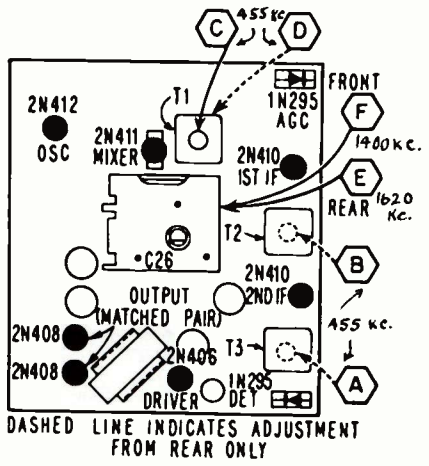 C 455 KC. D
T1
FRONT
1N295
AGC
2N412
OSC
2N411
MIXER
2N410
1ST IF
F
1400 KC.
E
REAR 1620 KC.
T2
C26
B
OUTPUT
(MATCHED PAIR)
2N410
2ND IF
2N408
455 KC.
T3
2N408
2N406
DRIVER
1N295
DET
A
DASHED LINE INDICATES ADJUSTMENT
FROM REAR ONLY